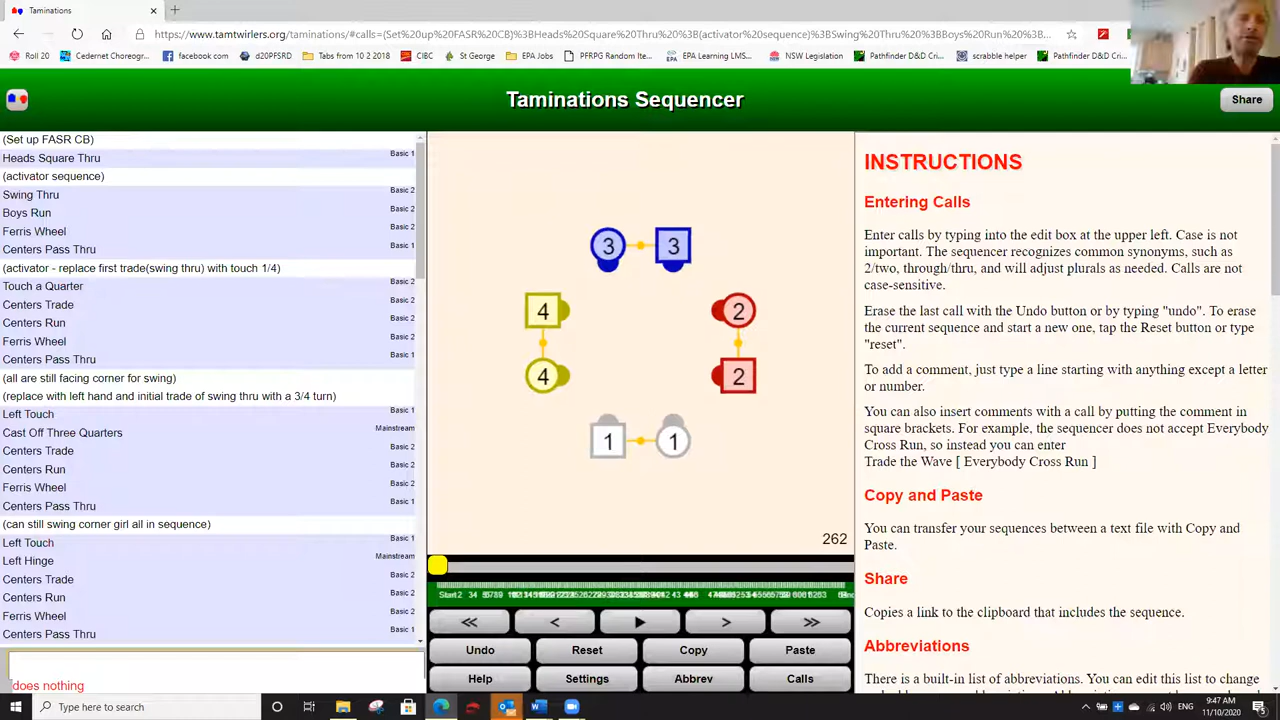 Taminations
https://www.tamtwirlers.org/taminations/#calls=(Set%20up%20FASR%20CB)%3BHeads%20Square%20Thru%20%3B(activator%20sequence)%3BSwing%20Thru%20%3BBoys%20Run%20%3B...
Roll 20
Cedernet Choreogr...
facebook com
d20PFSRD
Tabs from 10 2 2018
CIBC
St George
EPA Jobs
PFRPG Random Ite...
EPA Learning LMS...
NSW Legislation
Pathfinder D&D Cri...
scrabble helper
Pathfinder D&D Cri...
Taminations Sequencer
Share
(Set up FASR CB)
Heads Square Thru Basic 1
(activator sequence)
Swing Thru Basic 2
Boys Run Basic 2
Ferris Wheel Basic 2
Centers Pass Thru Basic 1
(activator - replace first trade(swing thru) with touch 1/4)
Touch a Quarter Basic 2
Centers Trade Basic 2
Centers Run Basic 2
Ferris Wheel Basic 2
Centers Pass Thru Basic 1
(all are still facing corner for swing)
(replace with left hand and initial trade of swing thru with a 3/4 turn)
Left Touch Basic 1
Cast Off Three Quarters Mainstream
Centers Trade Basic 2
Centers Run Basic 2
Ferris Wheel Basic 2
Centers Pass Thru Basic 1
(can still swing corner girl all in sequence)
Left Touch Basic 1
Left Hinge Mainstream
Centers Trade Basic 2
Centers Run Basic 2
Ferris Wheel Basic 2
Centers Pass Thru Basic 1
does nothing
3 3
4 2
4 2
1 1
262
<< < > >>
Undo Reset Copy Paste
Help Settings Abbrev Calls
INSTRUCTIONS
Entering Calls
Enter calls by typing into the edit box at the upper left. Case is not
important. The sequencer recognizes common synonyms, such as
2/two, through/thru, and will adjust plurals as needed. Calls are not
case-sensitive.
Erase the last call with the Undo button or by typing "undo". To erase
the current sequence and start a new one, tap the Reset button or type
"reset".
To add a comment, just type a line starting with anything except a letter
or number.
You can also insert comments with a call by putting the comment in
square brackets. For example, the sequencer does not accept Everybody
Cross Run, so instead you can enter
Trade the Wave [ Everybody Cross Run ]
Copy and Paste
You can transfer your sequences between a text file with Copy and
Paste.
Share
Copies a link to the clipboard that includes the sequence.
Abbreviations
There is a built-in list of abbreviations. You can edit this list to change
Type here to search
ENG
9:47 AM
11/10/2020